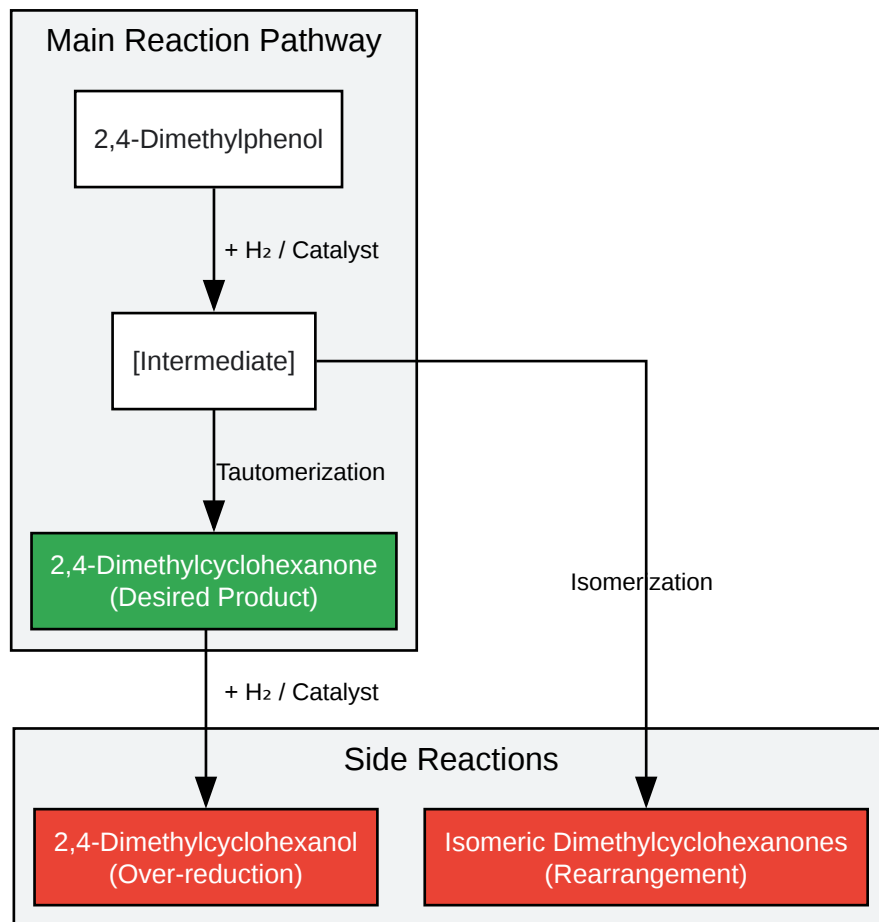 Main Reaction Pathway
2,4-Dimethylphenol
+ H₂ / Catalyst
[Intermediate]
Tautomerization
2,4-Dimethylcyclohexanone
(Desired Product)
Isomerization
+ H₂ / Catalyst
Side Reactions
2,4-Dimethylcyclohexanol
(Over-reduction)
Isomeric Dimethylcyclohexanones
(Rearrangement)